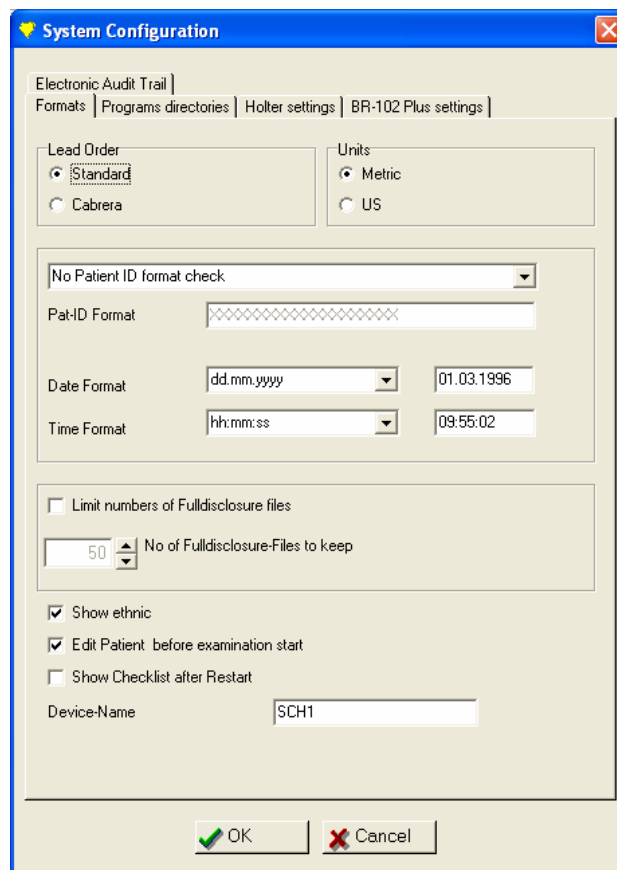 System Configuration
Electronic Audit Trail
Formats Programs directories Holter settings BR-102 Plus settings
Lead Order Units
Standard Metric
Cabrera US
No Patient ID format check
Pat-ID Format XXXXXXXXXXXXXXXXXXXX
Date Format dd.mm.yyyy 01.03.1996
Time Format hh:mm:ss 09:55:02
Limit numbers of Fulldisclosure files
50 No of Fulldisclosure-Files to keep
Show ethnic
Edit Patient before examination start
Show Checklist after Restart
Device-Name SCH1
OK Cancel